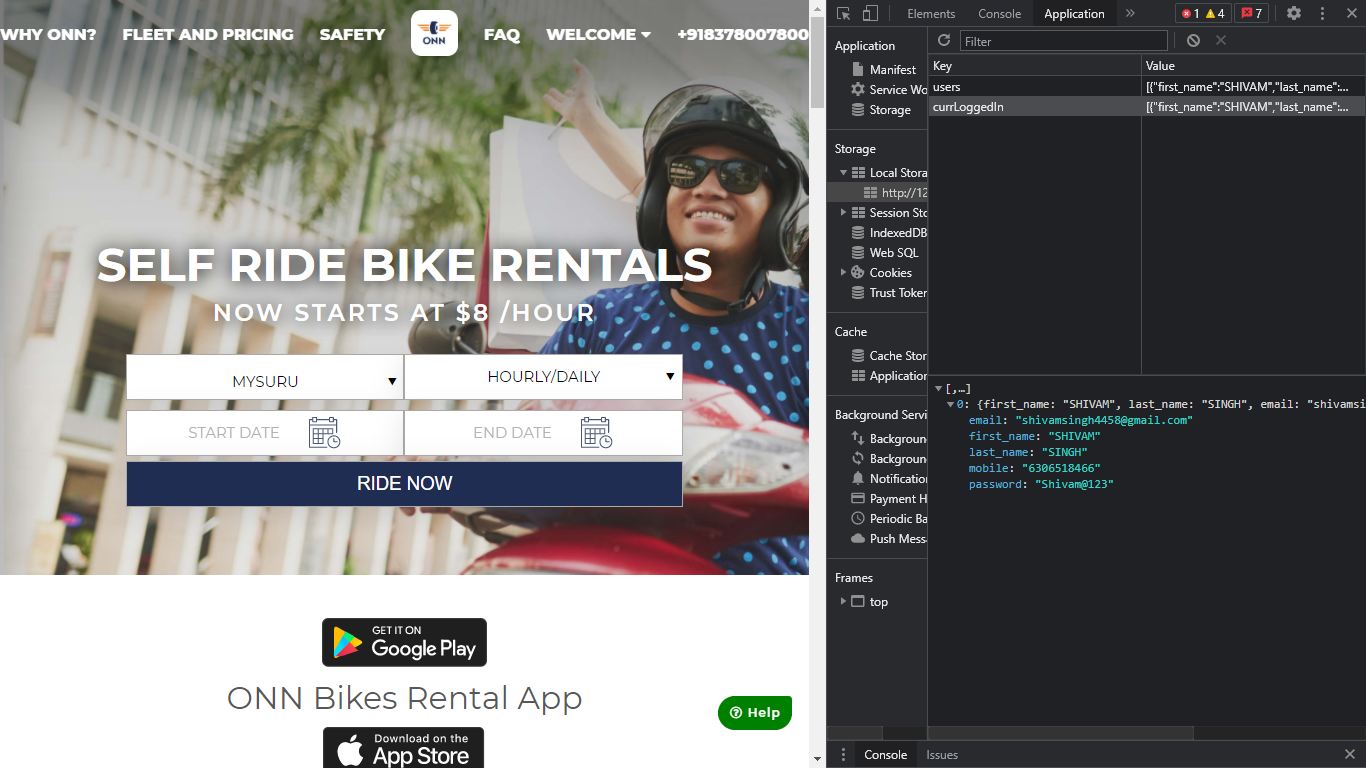 WHY ONN?
FLEET AND PRICING
SAFETY
ONN
FAQ
WELCOME
+918378007800
SELF RIDE BIKE RENTALS
NOW STARTS AT $8 /HOUR
MYSURU
HOURLY/DAILY
START DATE
END DATE
RIDE NOW
GET IT ON
Google Play
ONN Bikes Rental App
Download on the
App Store
Help
Elements
Console
Application
1
4
7
Application
Manifest
Service Wo
Storage
Storage
Local Stora
http://12
Session Sto
IndexedDB
Web SQL
Cookies
Trust Token
Cache
Cache Stor
Application
Background Servi
Backgroun
Backgroun
Notification
Payment H
Periodic Ba
Push Mess
Frames
top
Filter
Key
Value
users
[{"first_name":"SHIVAM","last_name":...
currLoggedIn
[{"first_name":"SHIVAM","last_name":...
[,…]
0: {first_name: "SHIVAM", last_name: "SINGH", email: "shivamsi
email: "shivamsingh4458@gmail.com"
first_name: "SHIVAM"
last_name: "SINGH"
mobile: "6306518466"
password: "Shivam@123"
Console
Issues